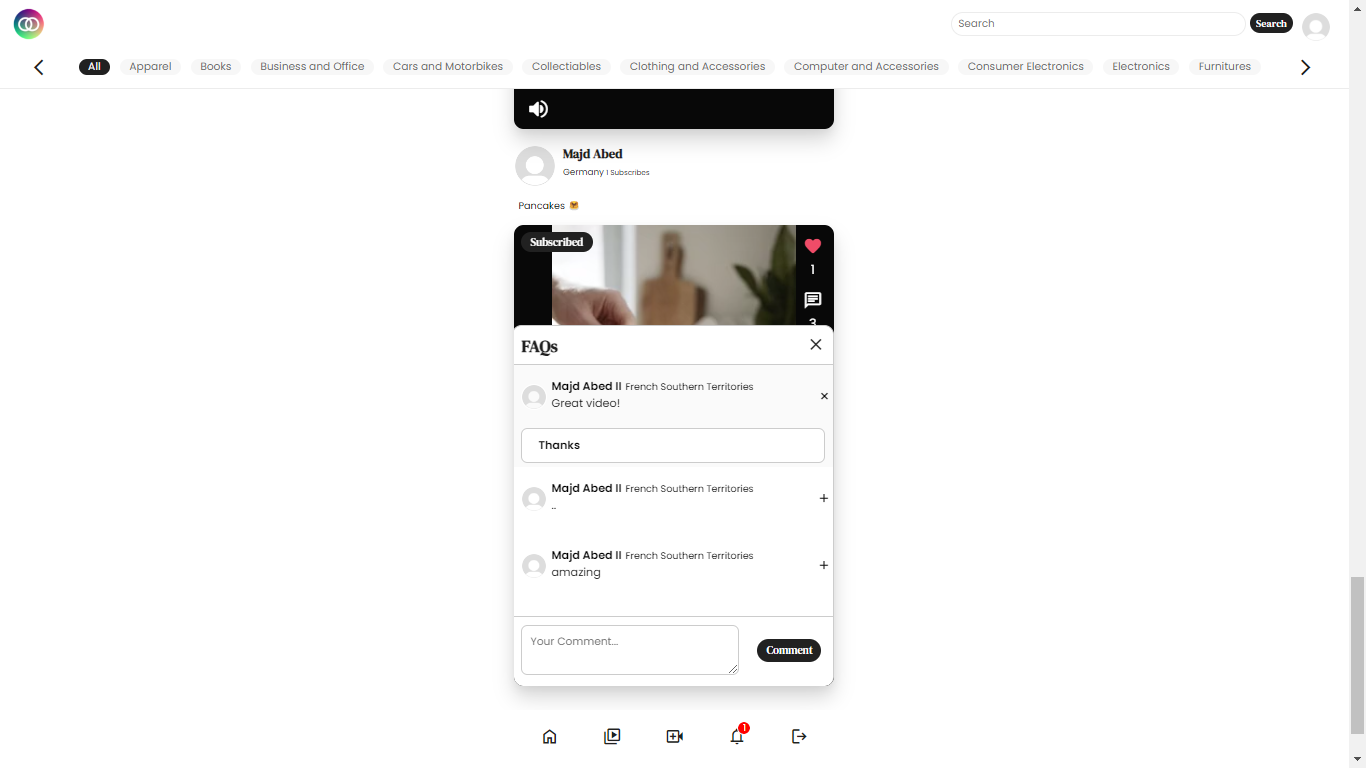 Search Search
All Apparel Books Business and Office Cars and Motorbikes Collectiables Clothing and Accessories Computer and Accessories Consumer Electronics Electronics Furnitures
Majd Abed
Germany 1 Subscribes
Pancakes 🥞
Subscribed
1
3
FAQs
Majd Abed II French Southern Territories
Great video!
Thanks
Majd Abed II French Southern Territories
..
Majd Abed II French Southern Territories
amazing
Your Comment...
Comment
1